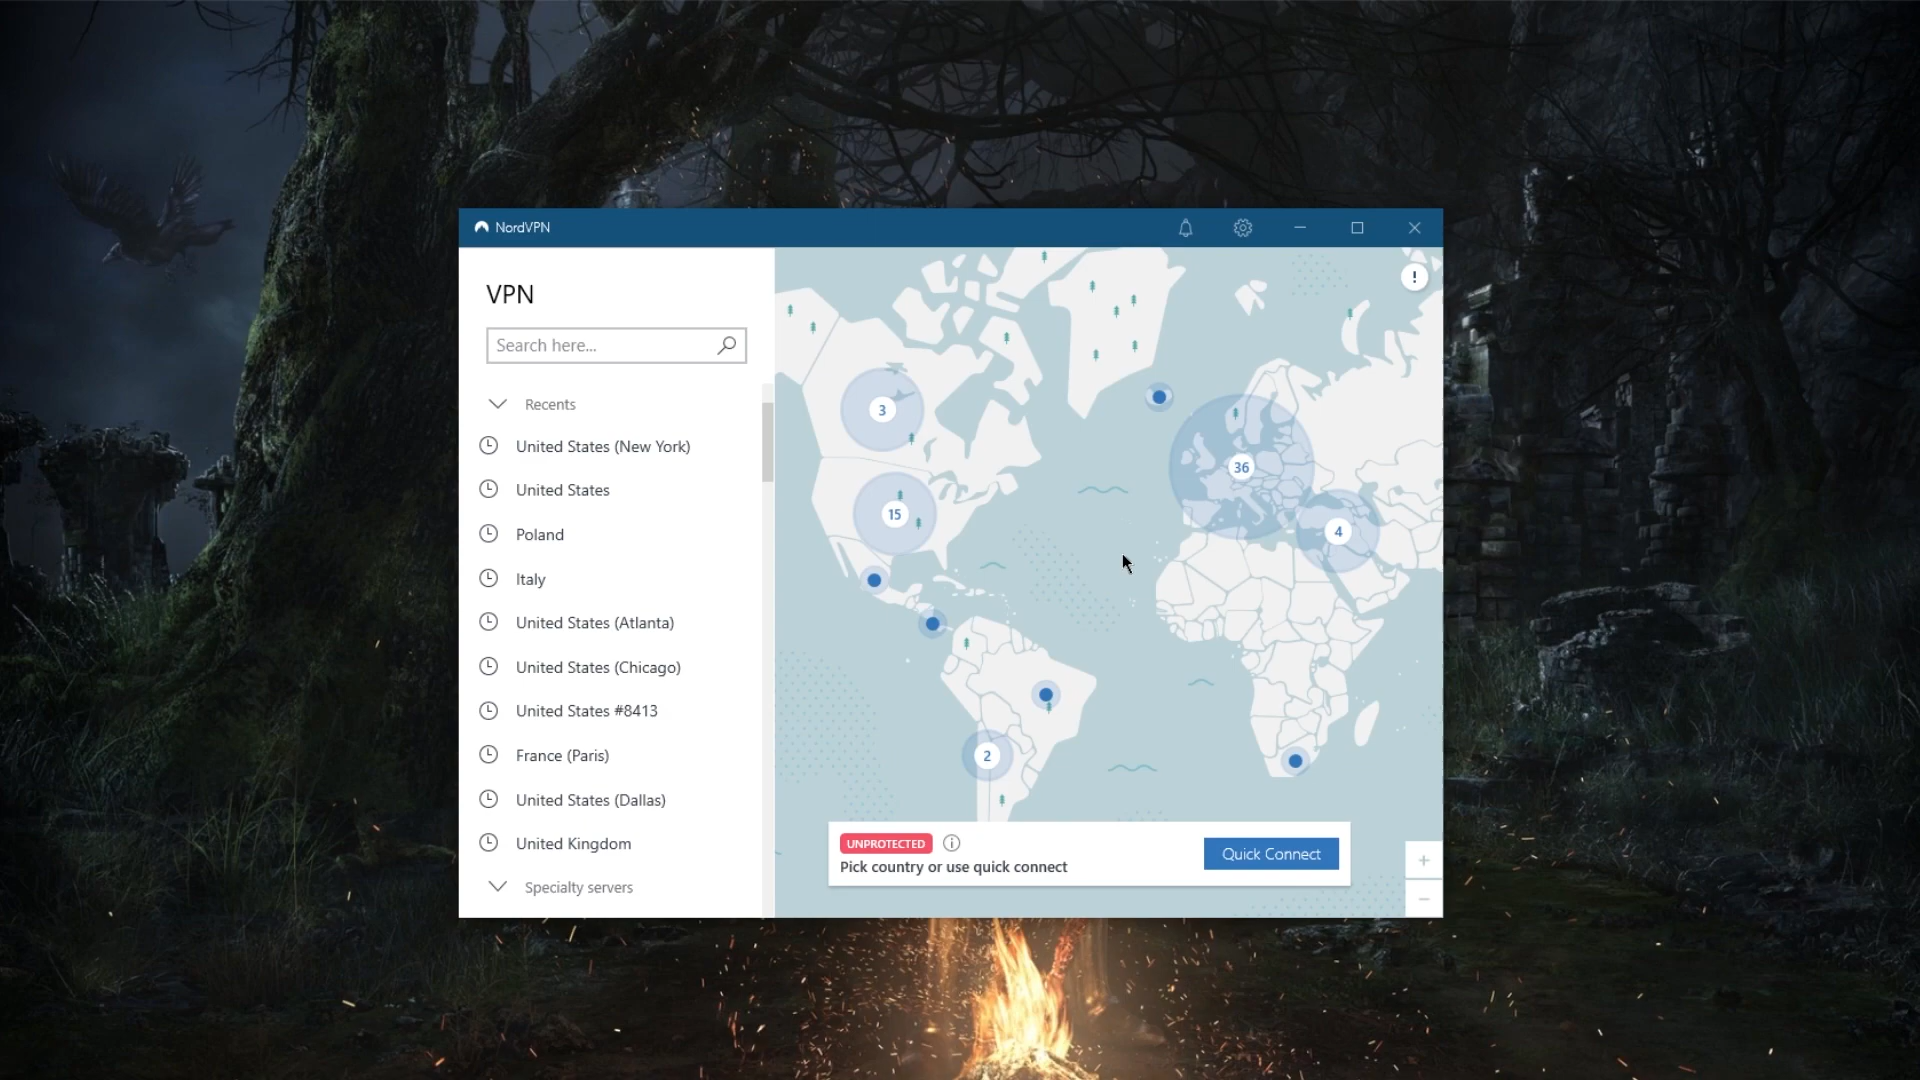 NordVPN
VPN
Search here...
Recents
United States (New York)
United States
Poland
Italy
United States (Atlanta)
United States (Chicago)
United States #8413
France (Paris)
United States (Dallas)
United Kingdom
Specialty servers
!
3
36
15
4
2
UNPROTECTED
Pick country or use quick connect
Quick Connect
+
−